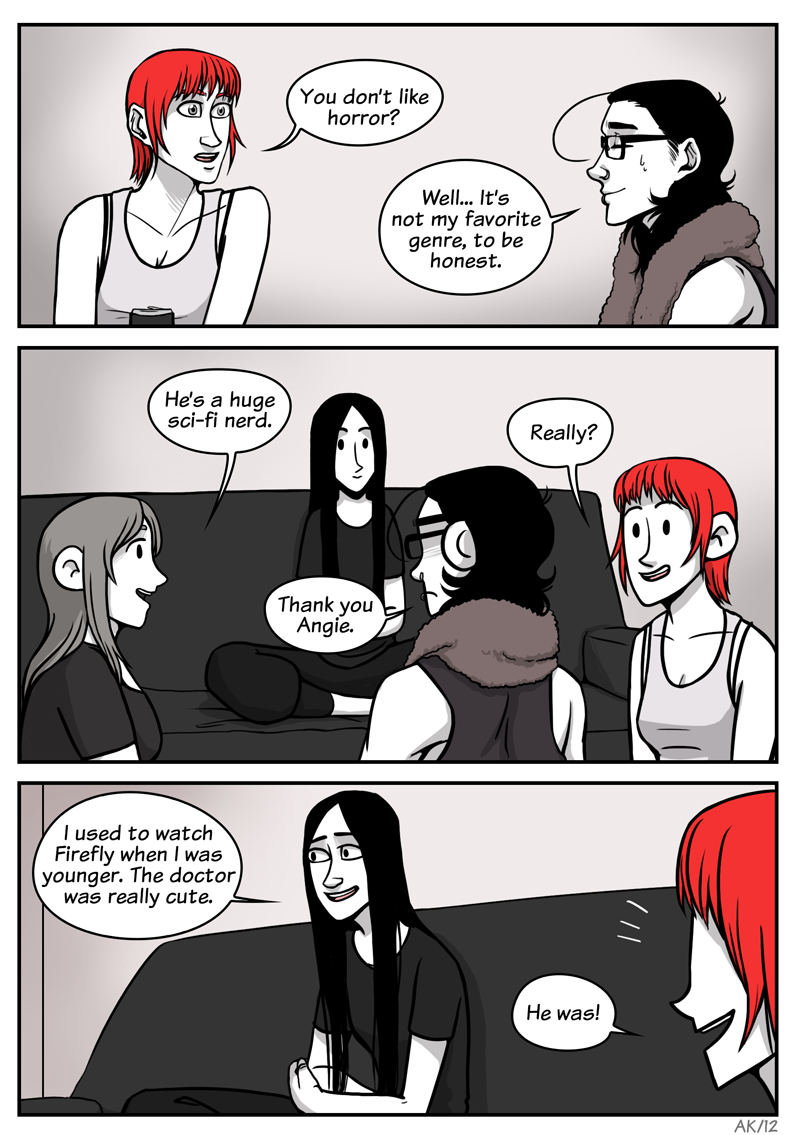 You don't like
horror?
Well... It's
not my favorite
genre, to be
honest.
He's a huge
sci-fi nerd.
Really?
Thank you
Angie.
I used to watch
Firefly when I was
younger. The doctor
was really cute.
He was!
AK/12